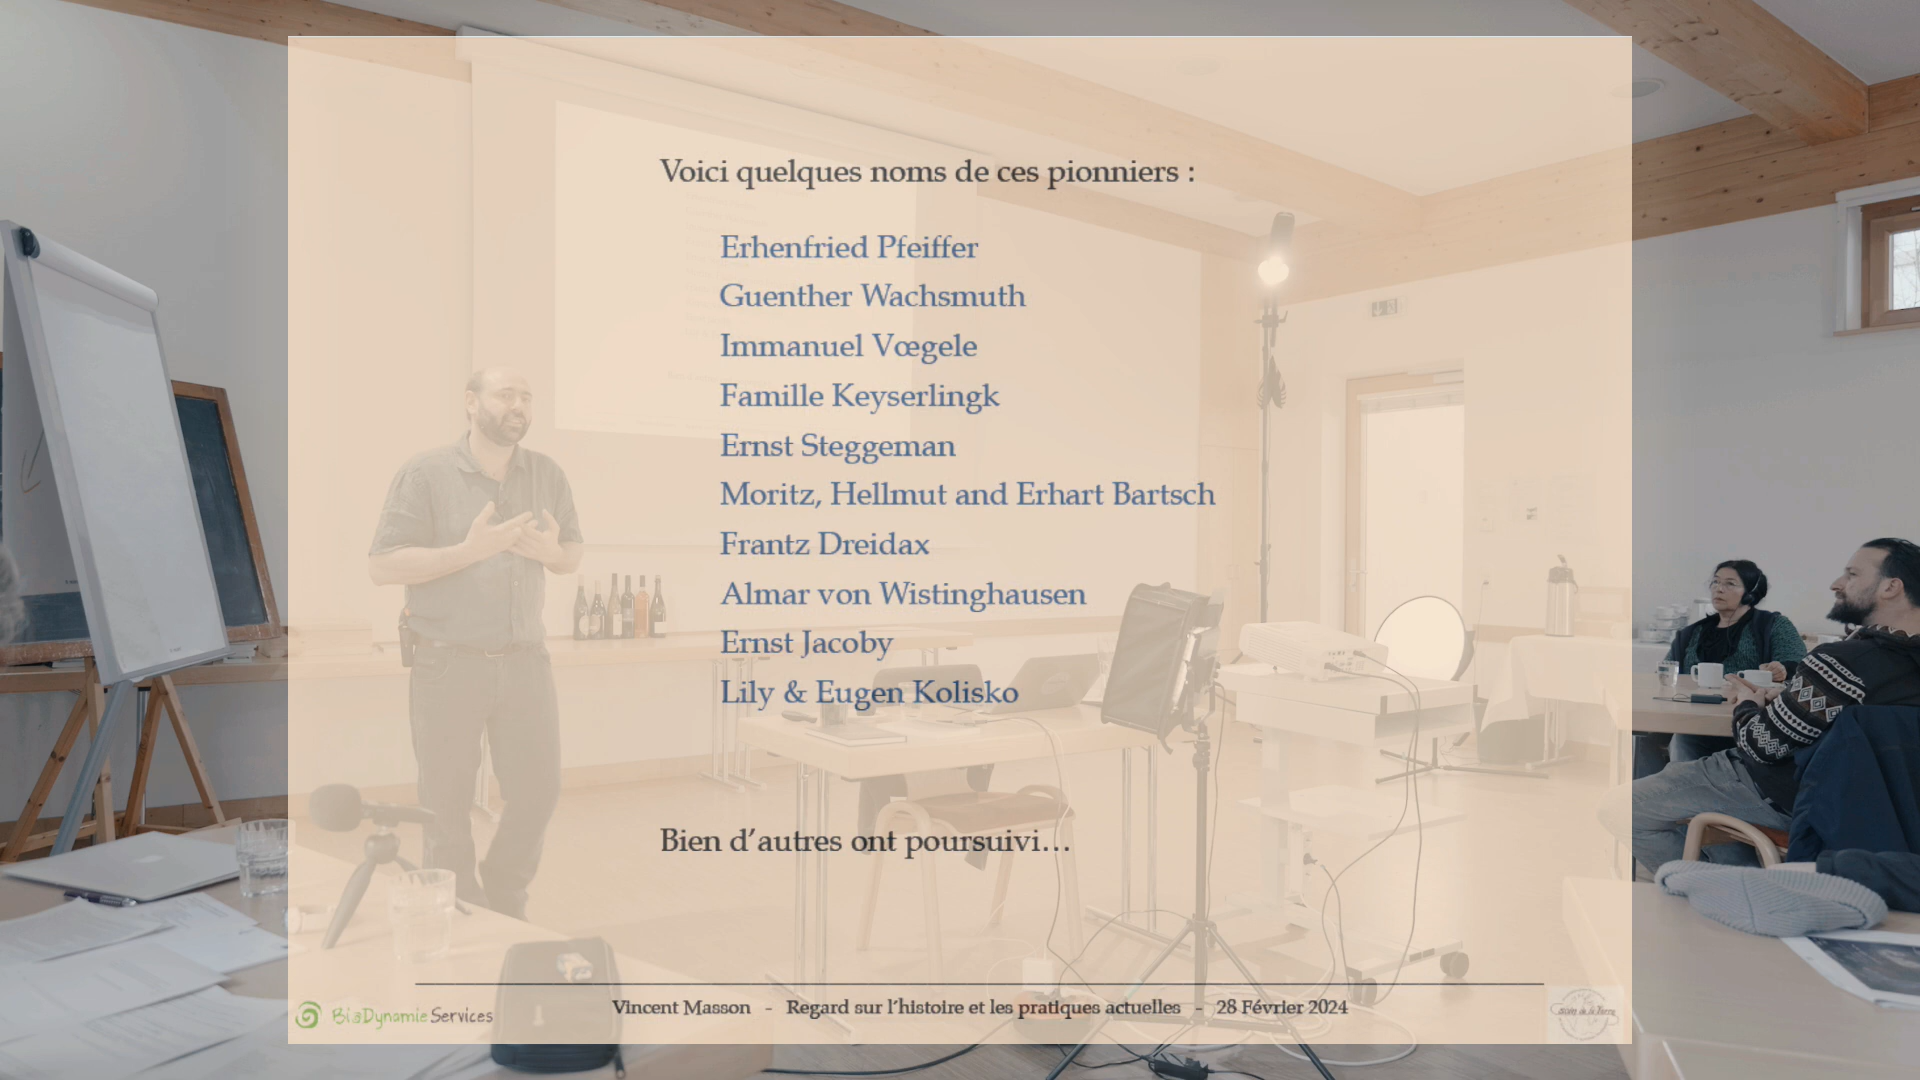 Voici quelques noms de ces pionniers :
Erhenfried Pfeiffer
Guenther Wachsmuth
Immanuel Vœgele
Famille Keyserlingk
Ernst Steggeman
Moritz, Hellmut and Erhart Bartsch
Frantz Dreidax
Almar von Wistinghausen
Ernst Jacoby
Lily & Eugen Kolisko
Bien d’autres ont poursuivi…
BioDynamie Services
Vincent Masson - Regard sur l’histoire et les pratiques actuelles - 28 Février 2024